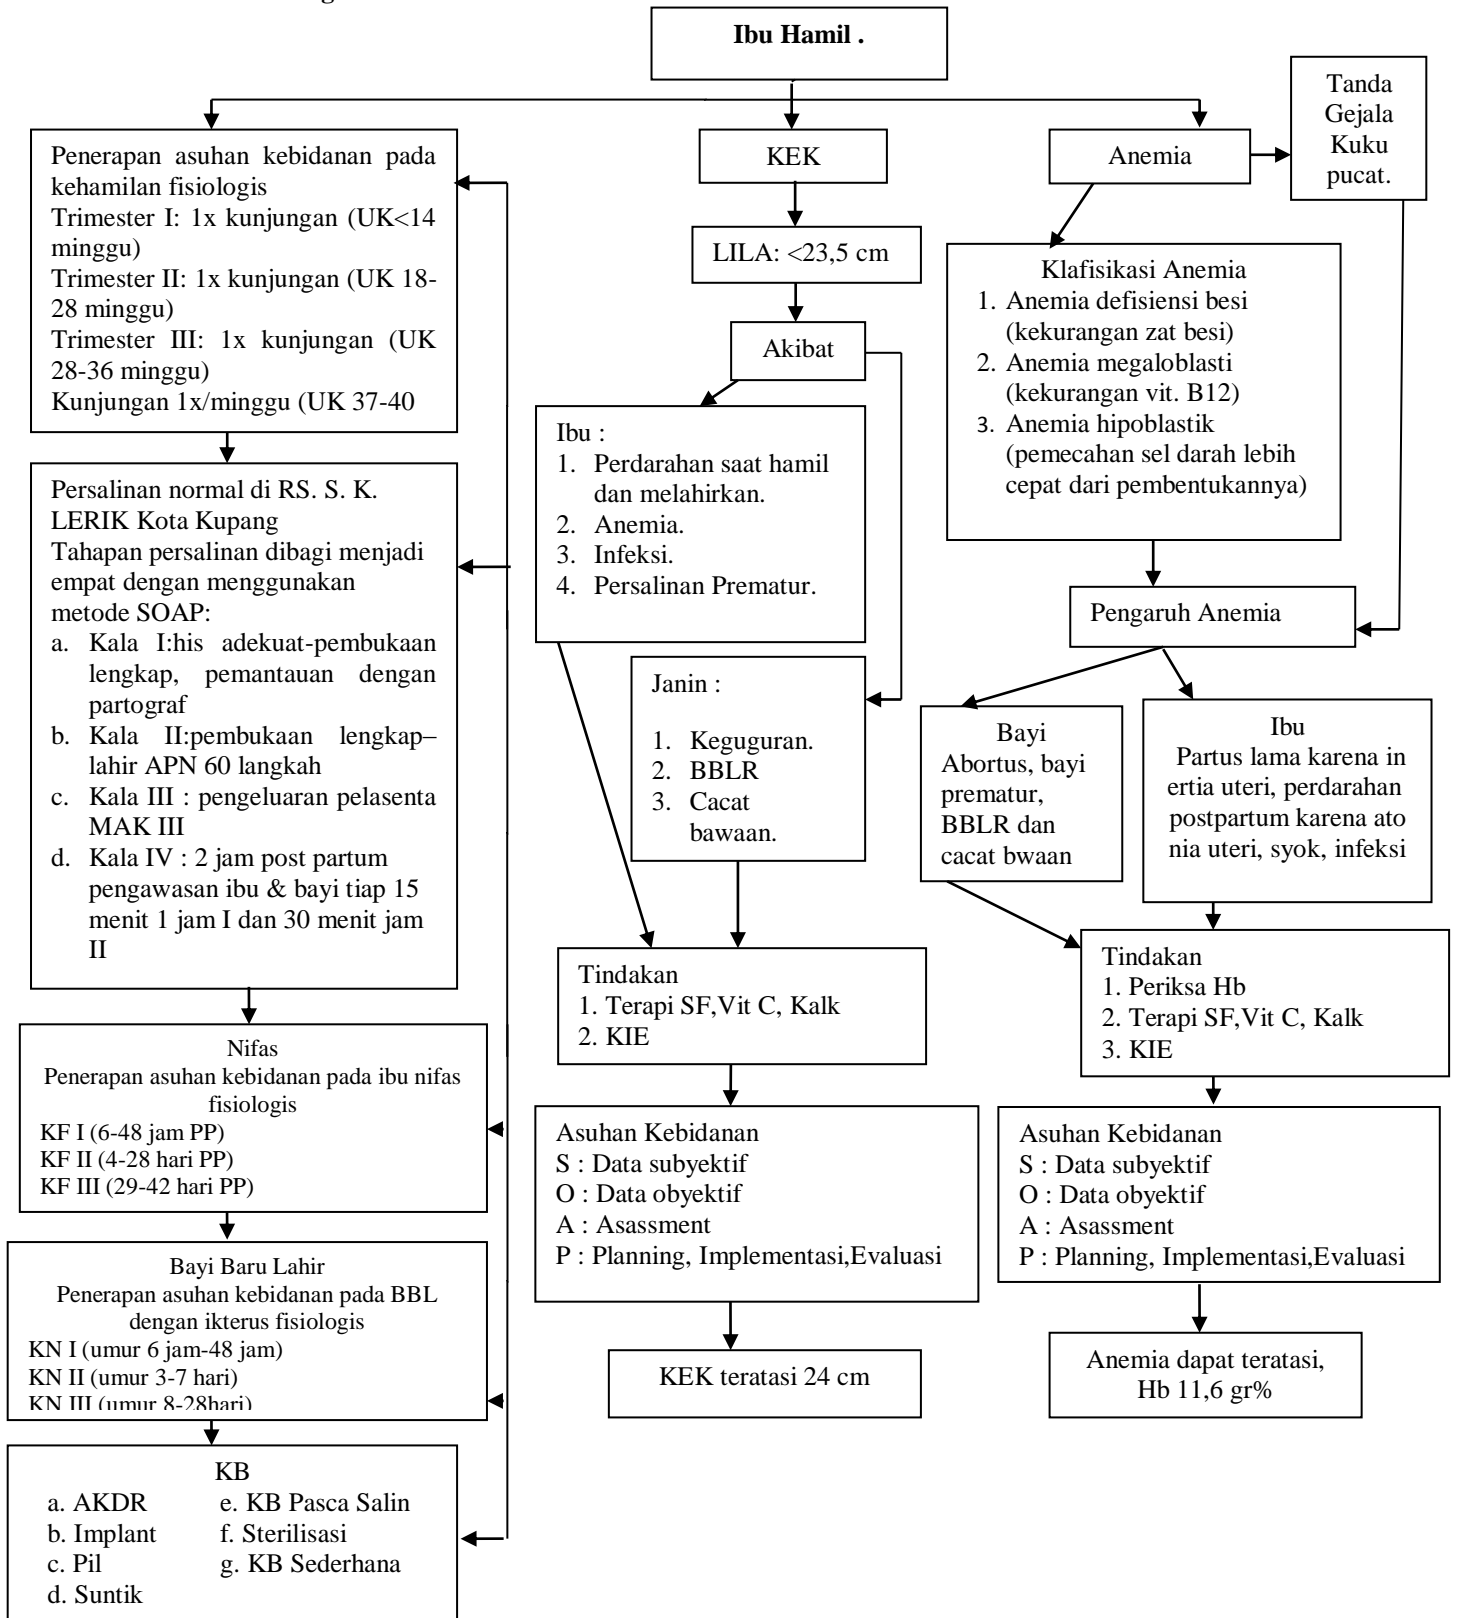 Ibu Hamil .
Penerapan asuhan kebidanan pada
kehamilan fisiologis
Trimester I: 1x kunjungan (UK<14
minggu)
Trimester II: 1x kunjungan (UK 18-
28 minggu)
Trimester III: 1x kunjungan (UK
28-36 minggu)
Kunjungan 1x/minggu (UK 37-40
Persalinan normal di RS. S. K.
LERIK Kota Kupang
Tahapan persalinan dibagi menjadi
empat dengan menggunakan
metode SOAP:
a. Kala I:his adekuat-pembukaan
lengkap, pemantauan dengan
partograf
b. Kala II:pembukaan lengkap–
lahir APN 60 langkah
c. Kala III : pengeluaran pelasenta
MAK III
d. Kala IV : 2 jam post partum
pengawasan ibu & bayi tiap 15
menit 1 jam I dan 30 menit jam
II
Nifas
Penerapan asuhan kebidanan pada ibu nifas
fisiologis
KF I (6-48 jam PP)
KF II (4-28 hari PP)
KF III (29-42 hari PP)
Bayi Baru Lahir
Penerapan asuhan kebidanan pada BBL
dengan ikterus fisiologis
KN I (umur 6 jam-48 jam)
KN II (umur 3-7 hari)
KN III (umur 8-28hari)
KB
a. AKDR
b. Implant
c. Pil
d. Suntik
e. KB Pasca Salin
f. Sterilisasi
g. KB Sederhana
KEK
LILA: <23,5 cm
Akibat
Ibu :
1. Perdarahan saat hamil
dan melahirkan.
2. Anemia.
3. Infeksi.
4. Persalinan Prematur.
Janin :
1. Keguguran.
2. BBLR
3. Cacat
bawaan.
Tindakan
1. Terapi SF,Vit C, Kalk
2. KIE
Asuhan Kebidanan
S : Data subyektif
O : Data obyektif
A : Asassment
P : Planning, Implementasi,Evaluasi
KEK teratasi 24 cm
Anemia
Tanda
Gejala
Kuku
pucat.
Klafisikasi Anemia
1. Anemia defisiensi besi
(kekurangan zat besi)
2. Anemia megaloblasti
(kekurangan vit. B12)
3. Anemia hipoblastik
(pemecahan sel darah lebih
cepat dari pembentukannya)
Pengaruh Anemia
Bayi
Abortus, bayi
prematur,
BBLR dan
cacat bwaan
Ibu
Partus lama karena in
ertia uteri, perdarahan
postpartum karena ato
nia uteri, syok, infeksi
Tindakan
1. Periksa Hb
2. Terapi SF,Vit C, Kalk
3. KIE
Asuhan Kebidanan
S : Data subyektif
O : Data obyektif
A : Asassment
P : Planning, Implementasi,Evaluasi
Anemia dapat teratasi,
Hb 11,6 gr%